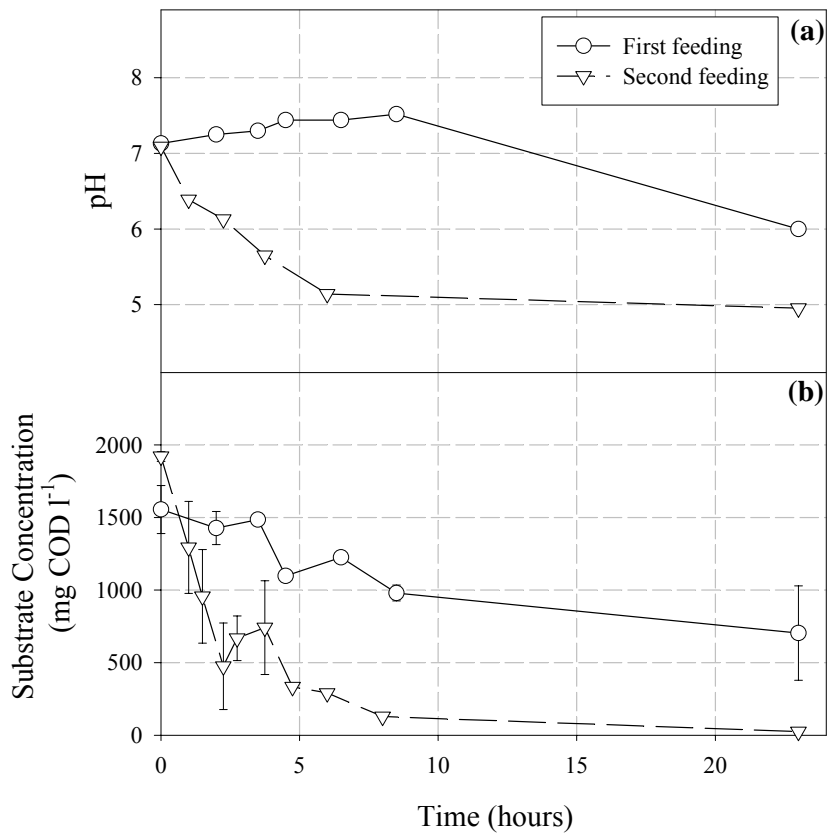 (a)
First feeding
Second feeding
8
7
6
5
pH
(b)
2000
1500
1000
500
0
Substrate Concentration
(mg COD l⁻¹)
0 5 10 15 20
Time (hours)